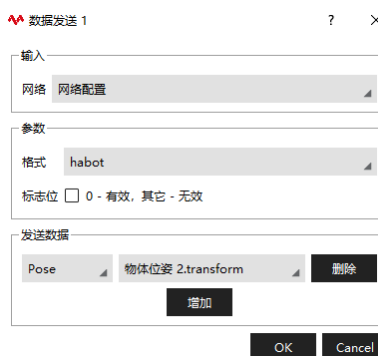 数据发送 1 ?
输入
网络 网络配置
参数
格式 habot
标志位 0 - 有效，其它 - 无效
发送数据
Pose 物体位姿 2.transform 删除
增加
OK Cancel